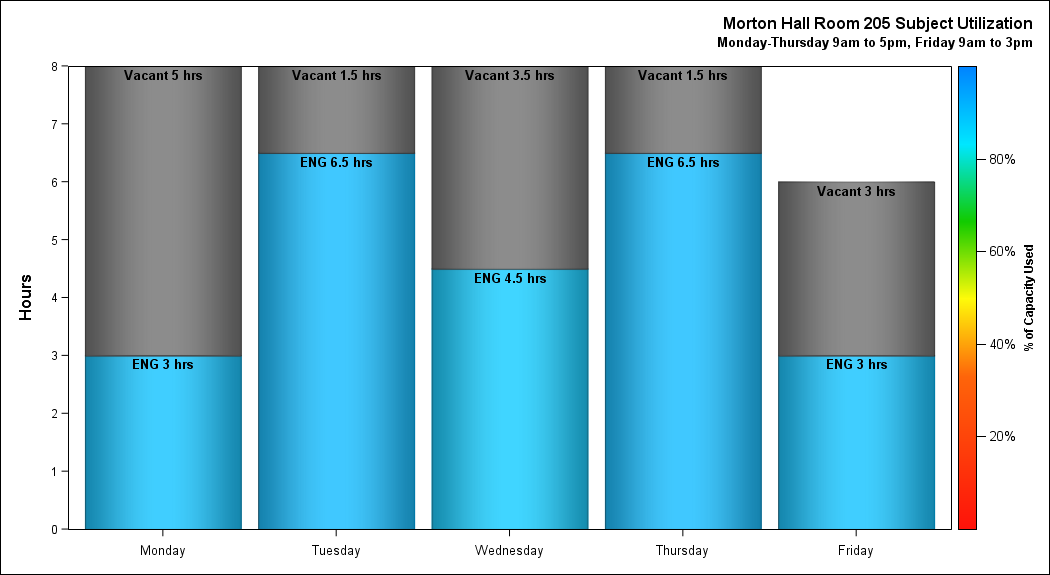 Morton Hall Room 205 Subject Utilization
Monday-Thursday 9am to 5pm, Friday 9am to 3pm
8
7
6
5
4
3
2
1
0
Hours
Vacant 5 hrs
ENG 3 hrs
Vacant 1.5 hrs
ENG 6.5 hrs
Vacant 3.5 hrs
ENG 4.5 hrs
Vacant 1.5 hrs
ENG 6.5 hrs
Vacant 3 hrs
ENG 3 hrs
Monday
Tuesday
Wednesday
Thursday
Friday
80%
60%
40%
20%
% of Capacity Used